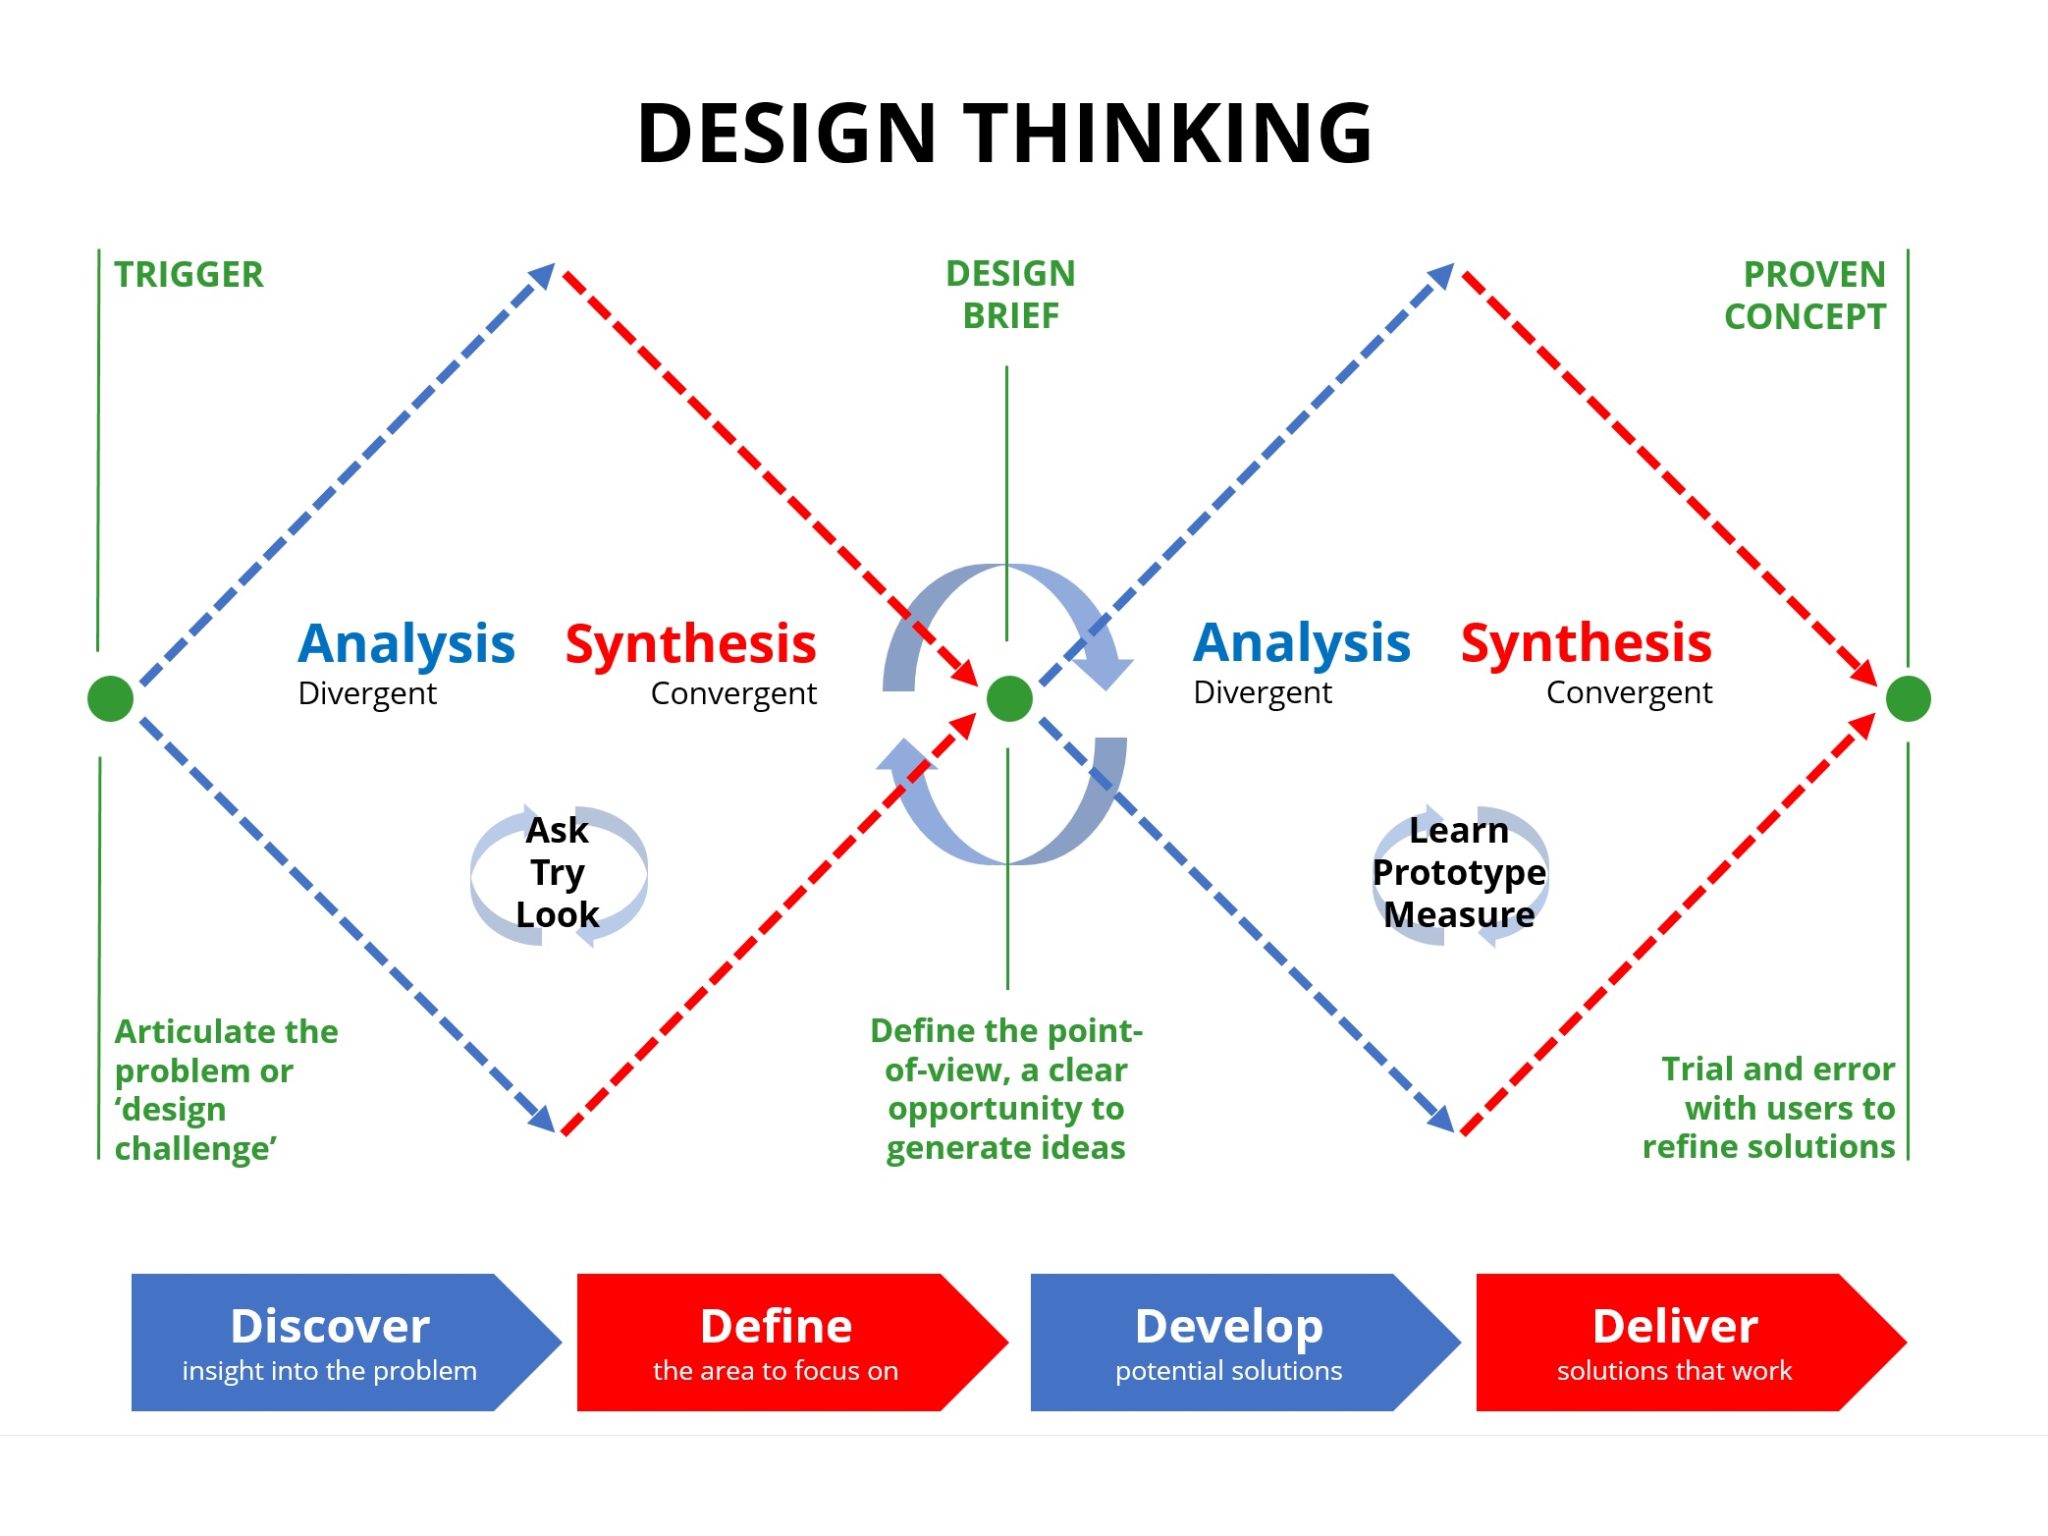 DESIGN THINKING
TRIGGER
DESIGN
BRIEF
PROVEN
CONCEPT
Analysis
Divergent
Synthesis
Convergent
Analysis
Divergent
Synthesis
Convergent
Ask
Try
Look
Learn
Prototype
Measure
Articulate the
problem or
‘design
challenge’
Define the point-
of-view, a clear
opportunity to
generate ideas
Trial and error
with users to
refine solutions
Discover
insight into the problem
Define
the area to focus on
Develop
potential solutions
Deliver
solutions that work